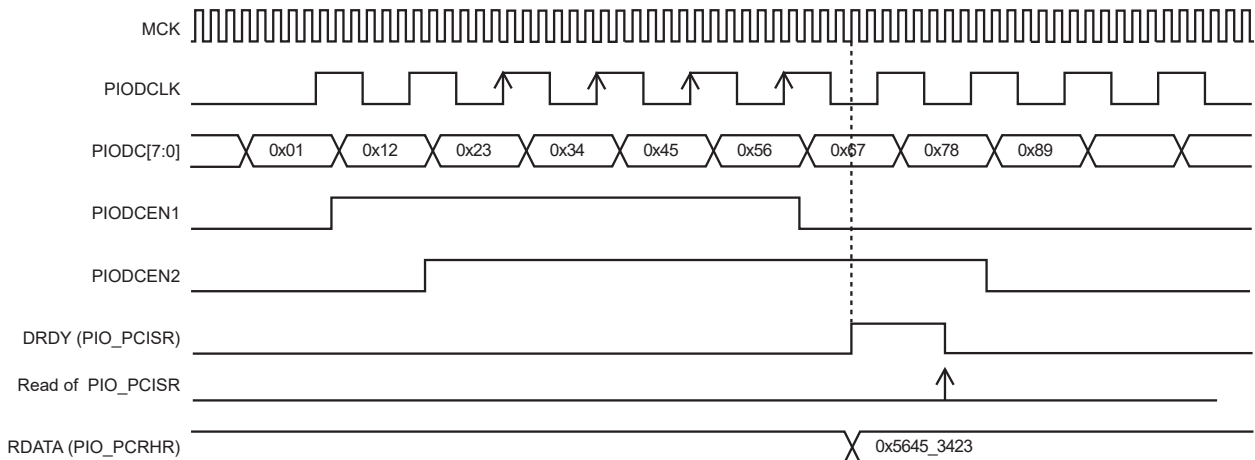 MCK
PIODCLK
PIODC[7:0] 0x01 0x12 0x23 0x34 0x45 0x56 0x67 0x78 0x89
PIODCEN1
PIODCEN2
DRDY (PIO_PCISR)
Read of PIO_PCISR
RDATA (PIO_PCRHR) 0x5645_3423